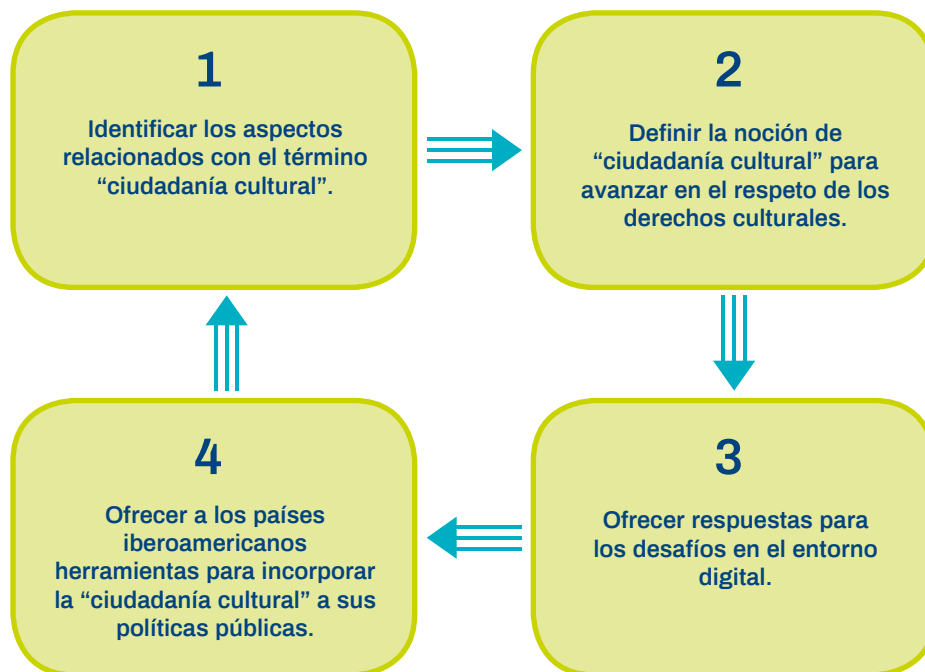 1
Identificar los aspectos
relacionados con el término
“ciudadanía cultural”.
2
Definir la noción de
“ciudadanía cultural” para
avanzar en el respeto de los
derechos culturales.
3
Ofrecer respuestas para
los desafíos en el entorno
digital.
4
Ofrecer a los países
iberoamericanos
herramientas para incorporar
la “ciudadanía cultural” a sus
políticas públicas.